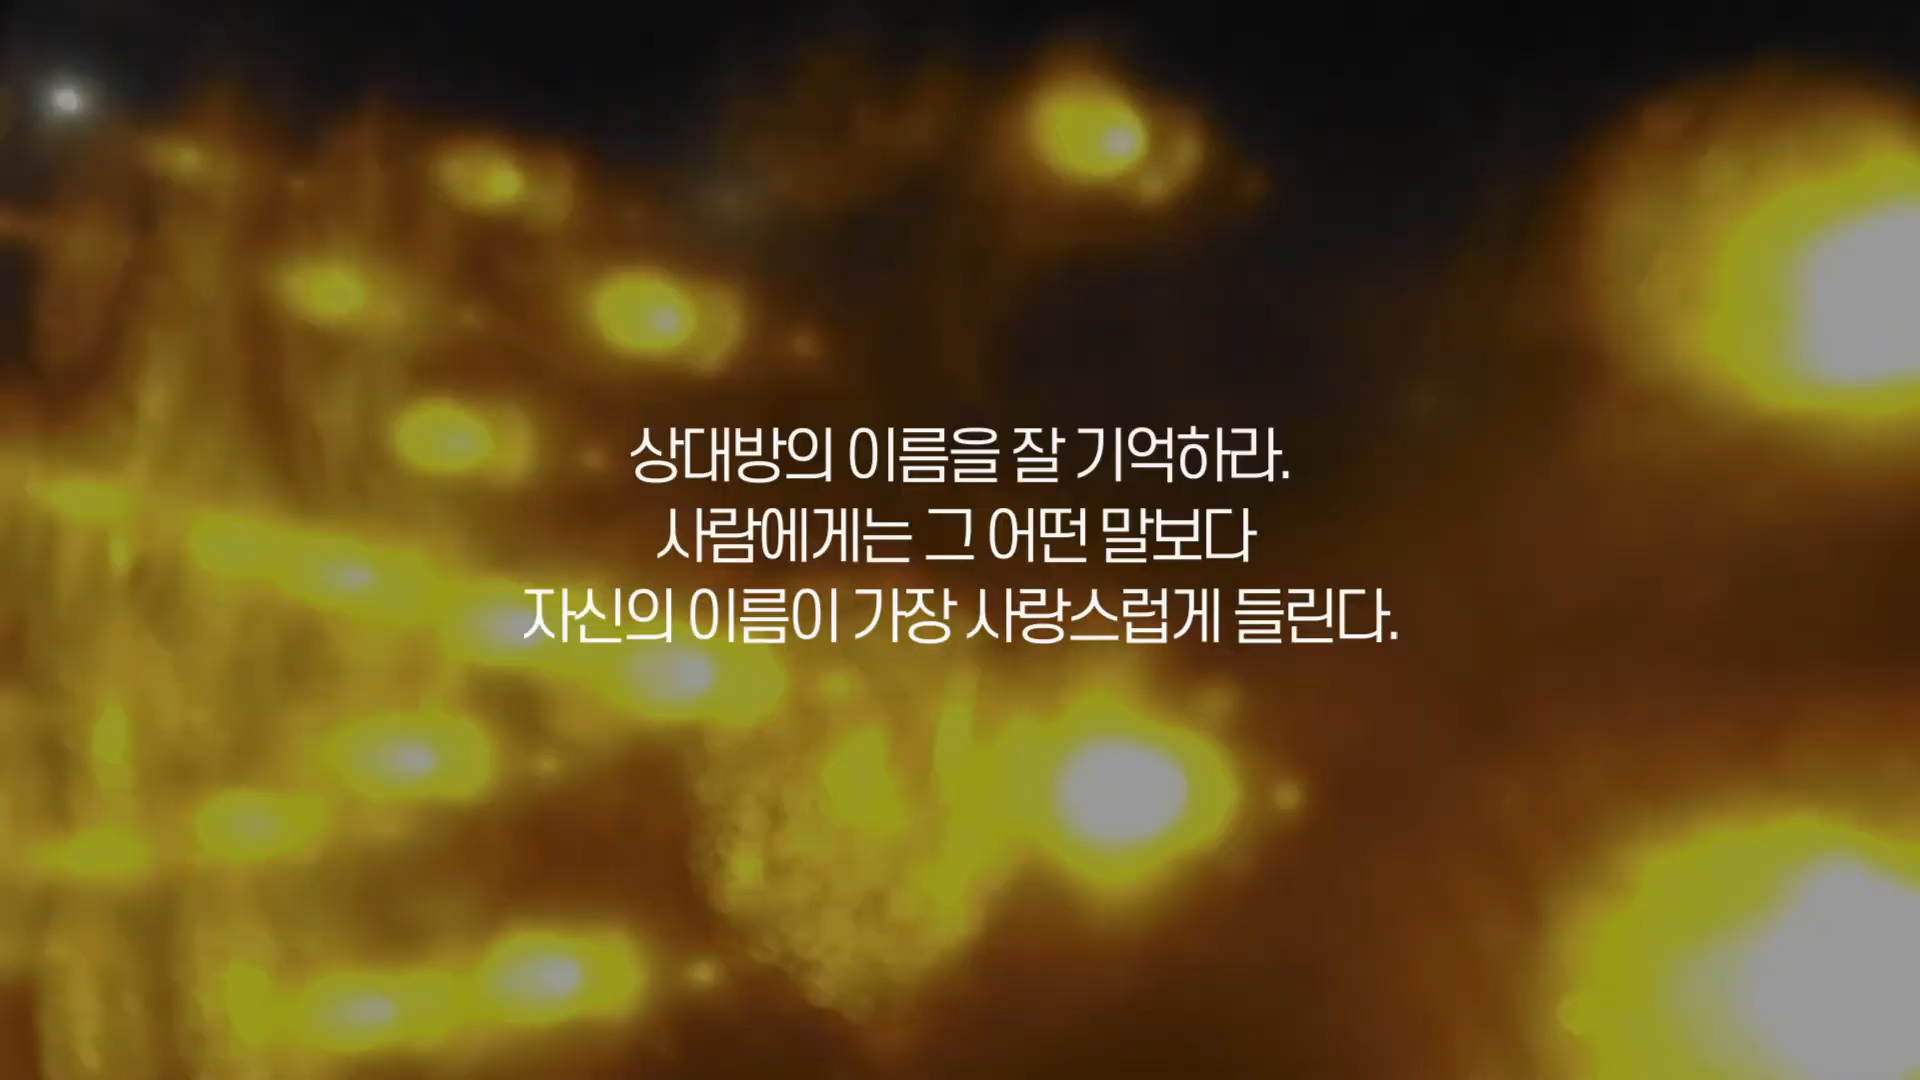 상대방의 이름을 잘 기억하라.
사람에게는 그 어떤 말보다
자신의 이름이 가장 사랑스럽게 들린다.